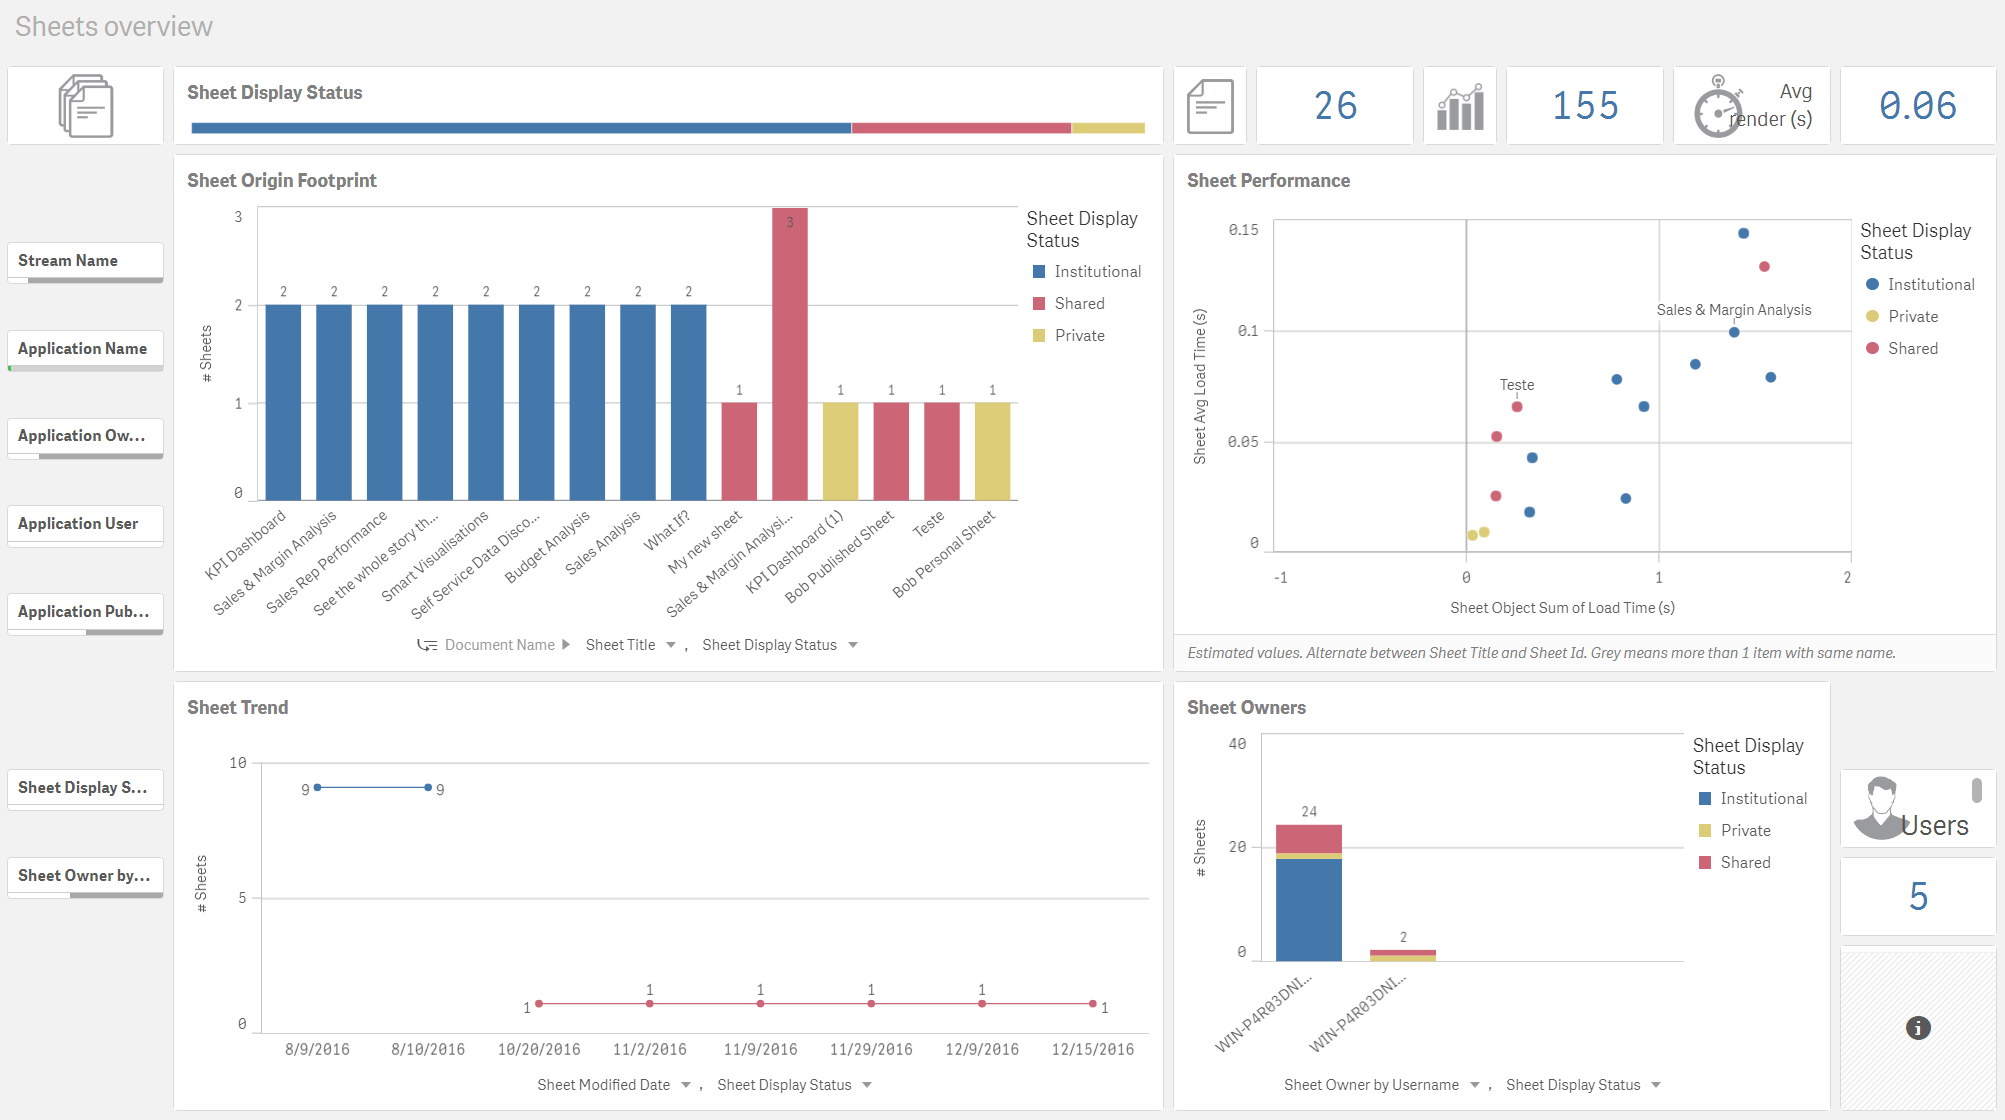 Sheets overview
Sheet Display Status
26
155
Avg
render (s)
0.06
Stream Name
Application Name
Application Ow...
Application User
Application Pub...
Sheet Display S...
Sheet Owner by...
Sheet Origin Footprint
# Sheets
3
2
1
0
2
2
2
2
2
2
2
2
2
1
3
1
1
1
1
KPI Dashboard
Sales & Margin Analysis
Sales Rep Performance
See the whole story th...
Smart Visualisations
Self Service Data Disco...
Budget Analysis
Sales Analysis
What If?
My new sheet
Sales & Margin Analysi...
KPI Dashboard (1)
Bob Published Sheet
Teste
Bob Personal Sheet
Sheet Display
Status
Institutional
Shared
Private
Document Name Sheet Title , Sheet Display Status
Sheet Performance
Sheet Avg Load Time (s)
0.15
0.1
0.05
0
Sales & Margin Analysis
Teste
-1
0
1
2
Sheet Object Sum of Load Time (s)
Sheet Display
Status
Institutional
Private
Shared
Estimated values. Alternate between Sheet Title and Sheet Id. Grey means more than 1 item with same name.
Sheet Trend
# Sheets
10
5
0
9
9
1
1
1
1
1
1
8/9/2016
8/10/2016
10/20/2016
11/2/2016
11/9/2016
11/29/2016
12/9/2016
12/15/2016
Sheet Modified Date , Sheet Display Status
Sheet Owners
# Sheets
40
20
0
24
2
WIN-P4R03DNI...
WIN-P4R03DNI...
Sheet Display
Status
Institutional
Private
Shared
Sheet Owner by Username , Sheet Display Status
Users
5